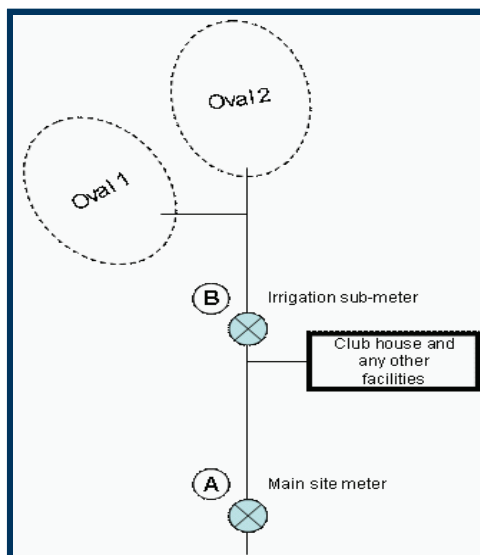 Oval 2
Oval 1
B
Irrigation sub-meter
Club house and
any other
facilities
A
Main site meter